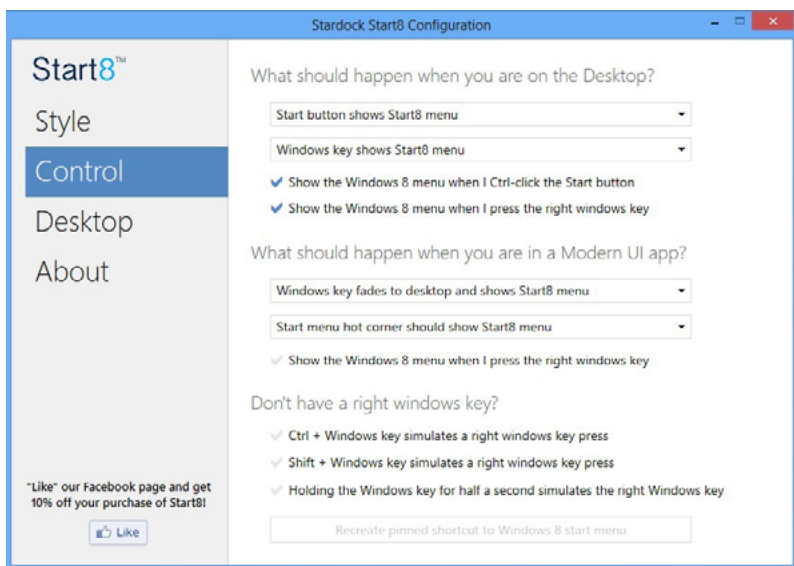 Stardock Start8 Configuration
Start8™
Style
Control
Desktop
About
"Like" our Facebook page and get
10% off your purchase of Start8!
Like
What should happen when you are on the Desktop?
Start button shows Start8 menu
Windows key shows Start8 menu
Show the Windows 8 menu when I Ctrl-click the Start button
Show the Windows 8 menu when I press the right windows key
What should happen when you are in a Modern UI app?
Windows key fades to desktop and shows Start8 menu
Start menu hot corner should show Start8 menu
Show the Windows 8 menu when I press the right windows key
Don't have a right windows key?
Ctrl + Windows key simulates a right windows key press
Shift + Windows key simulates a right windows key press
Holding the Windows key for half a second simulates the right Windows key
Recreate pinned shortcut to Windows 8 start menu